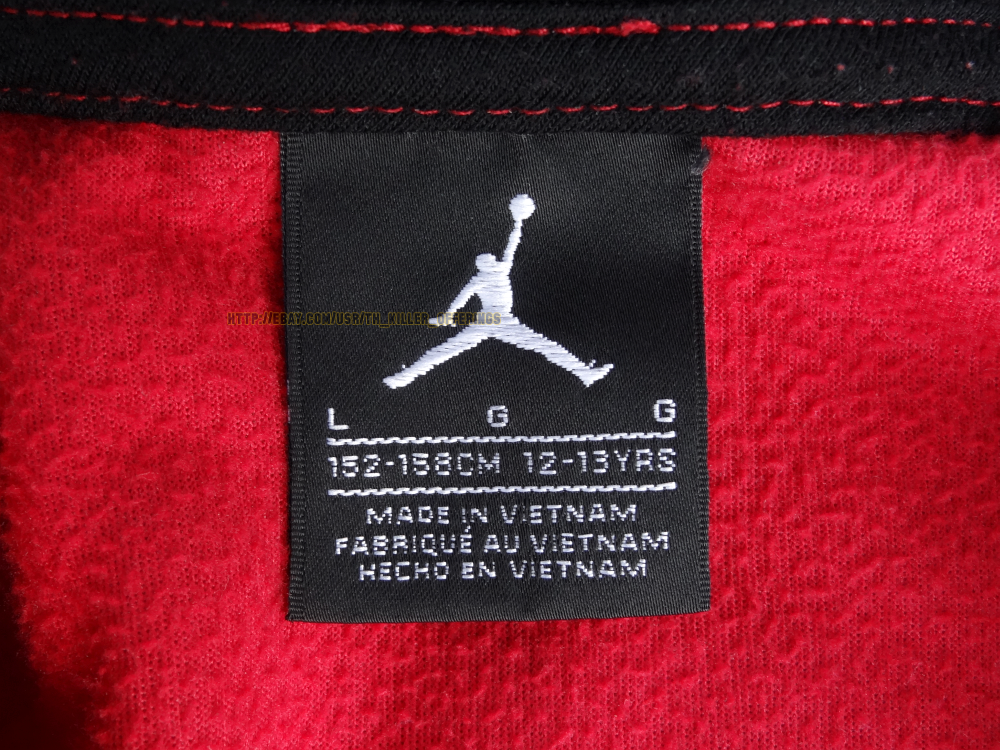 HTTP://EBAY.COM/USR/TH_KILLER_OFFERINGS
L G G
152-158CM 12-13YRS
MADE IN VIETNAM
FABRIQUÉ AU VIETNAM
HECHO EN VIETNAM